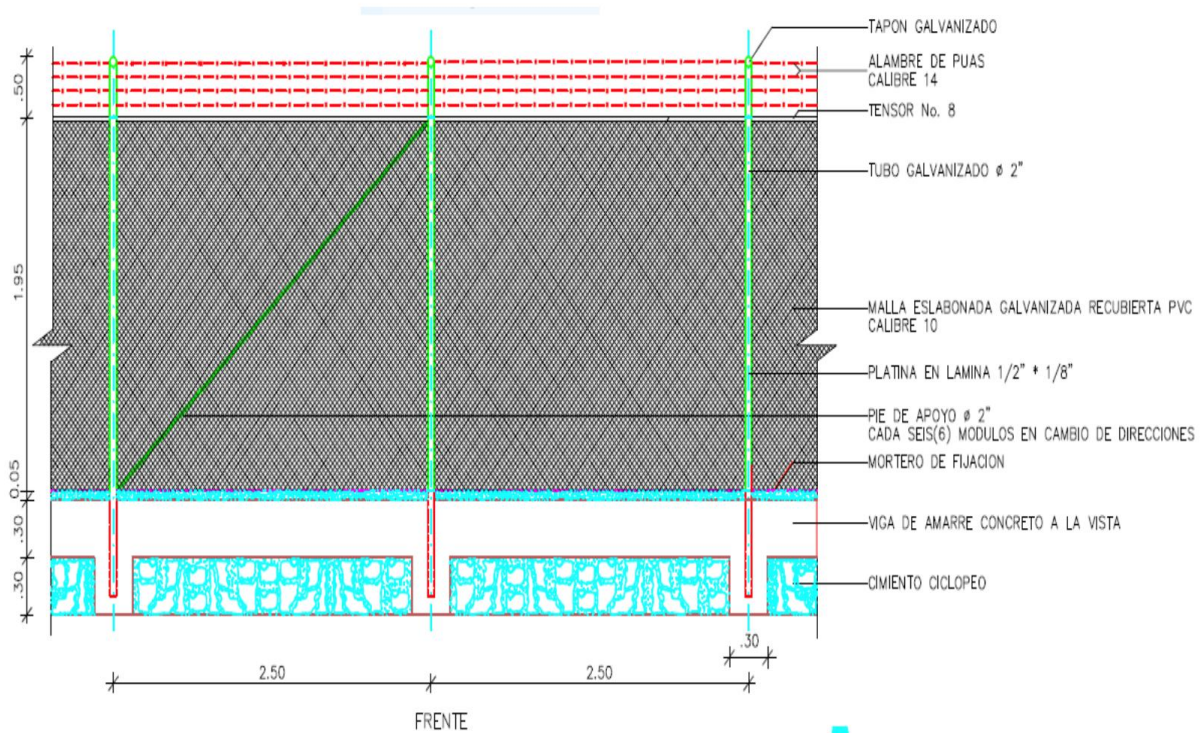 TAPON GALVANIZADO
ALAMBRE DE PUAS
CALIBRE 14
TENSOR No. 8
TUBO GALVANIZADO ø 2"
MALLA ESLABONADA GALVANIZADA RECUBIERTA PVC
CALIBRE 10
PLATINA EN LAMINA 1/2" * 1/8"
PIE DE APOYO ø 2"
CADA SEIS(6) MODULOS EN CAMBIO DE DIRECCIONES
MORTERO DE FIJACION
VIGA DE AMARRE CONCRETO A LA VISTA
CIMIENTO CICLOPEO
.50
1.95
0.05
.30
.30
.30
2.50
2.50
FRENTE